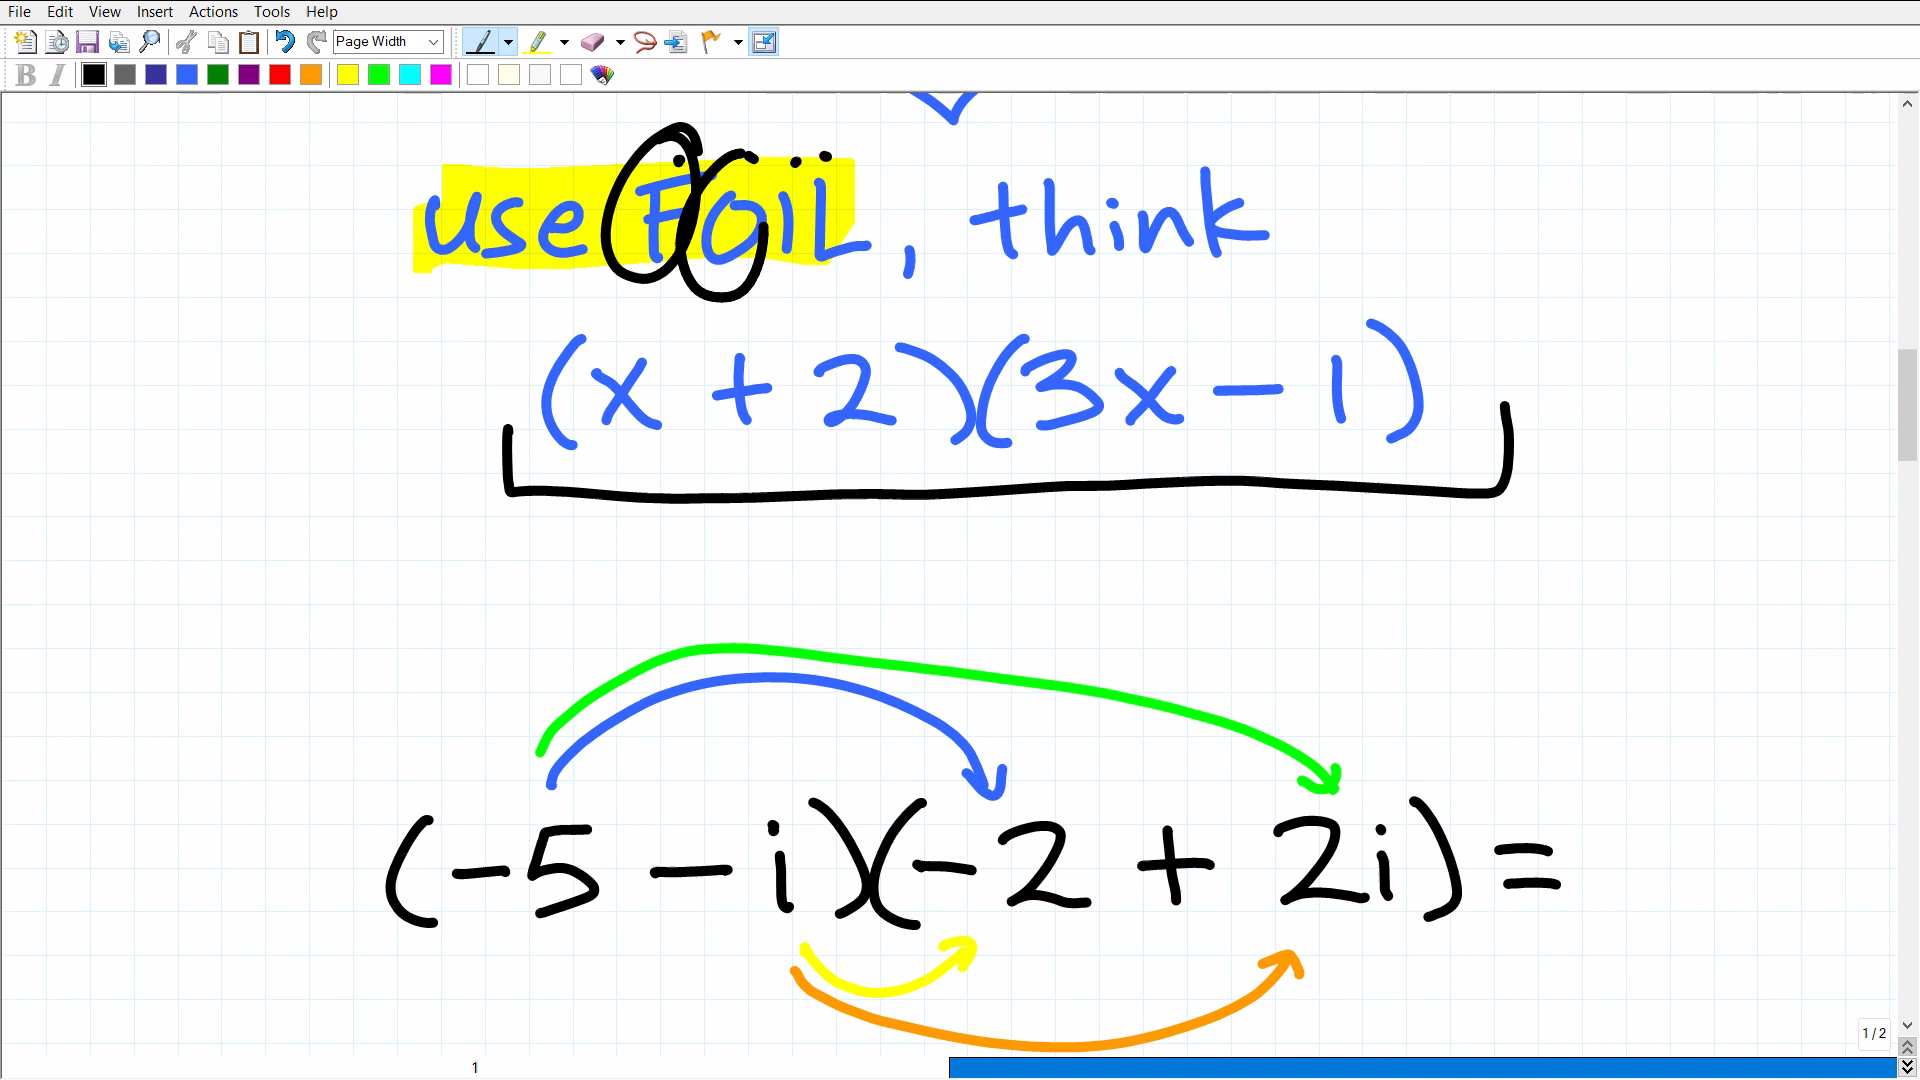 File Edit View Insert Actions Tools Help
Page Width
B I
use FOiL, think
(x + 2)(3x - 1)
(-5 - i)(-2 + 2i) =
1/2
1